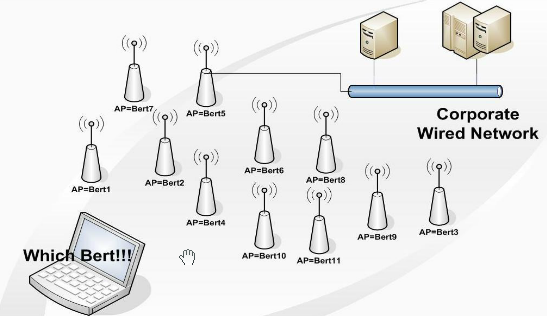 AP=Bert7
AP=Bert5
Corporate
Wired Network
AP=Bert1
AP=Bert2
AP=Bert6
AP=Bert8
AP=Bert4
AP=Bert10
AP=Bert11
AP=Bert9
AP=Bert3
Which Bert!!!